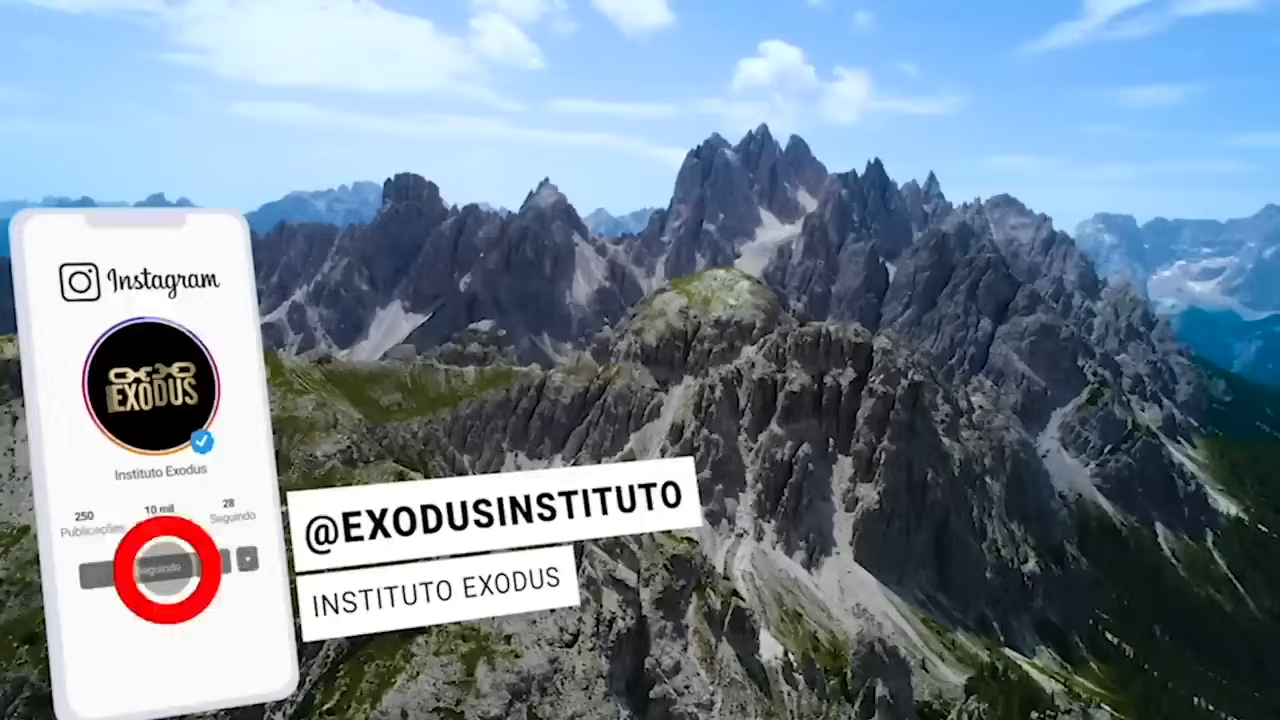 Instagram
EXODUS
Instituto Exodus
250 10 mil 28
Publicações Seguindo
Seguindo
@EXODUSINSTITUTO
INSTITUTO EXODUS